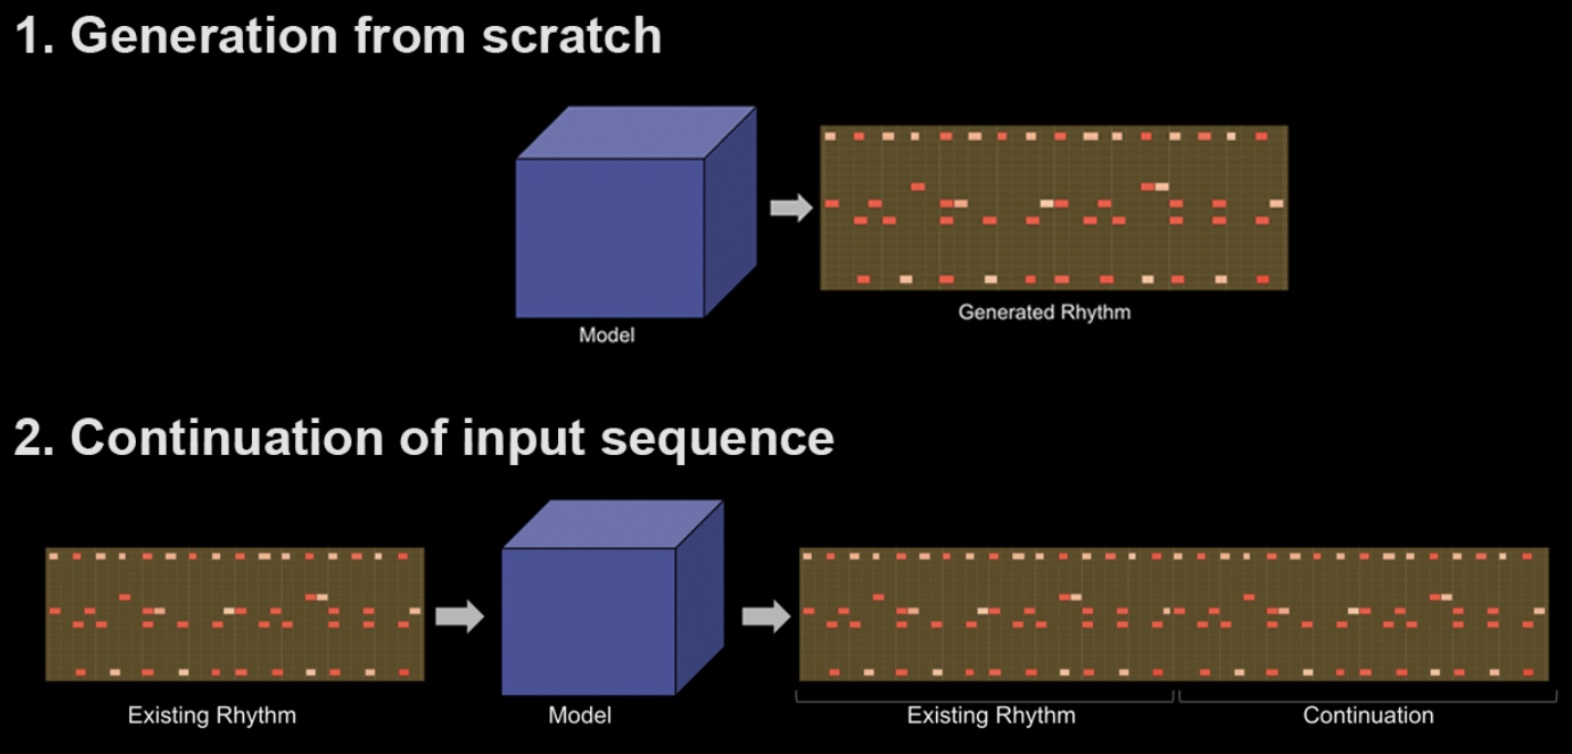 1. Generation from scratch
Model
Generated Rhythm
2. Continuation of input sequence
Existing Rhythm
Model
Existing Rhythm
Continuation